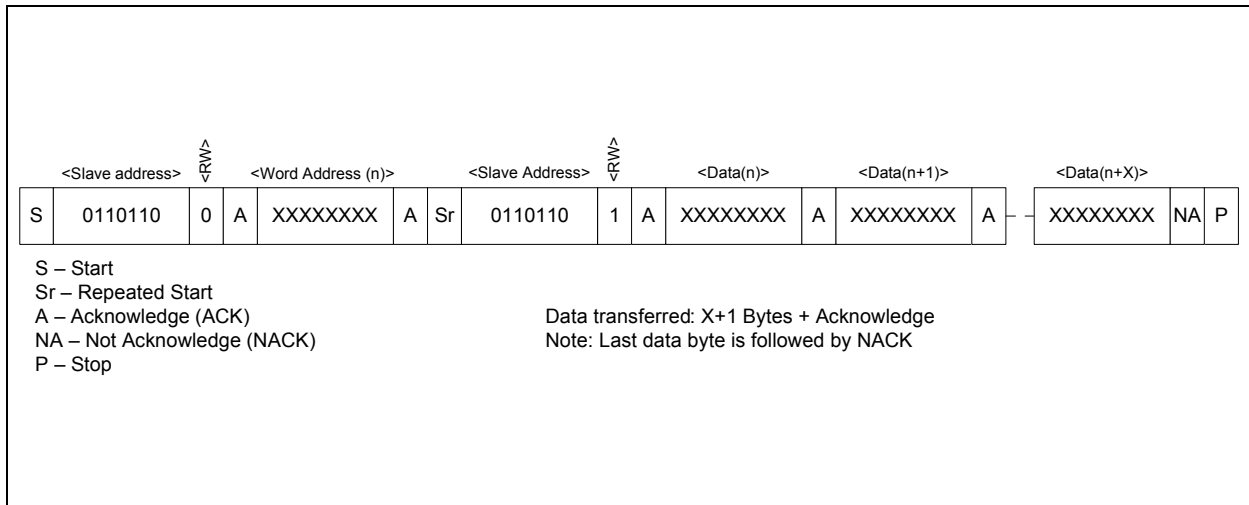 <Slave address> <RW> <Word Address (n)> <Slave Address> <RW> <Data(n)> <Data(n+1)> <Data(n+X)>
S 0110110 0 A XXXXXXXX A Sr 0110110 1 A XXXXXXXX A XXXXXXXX A XXXXXXXX NA P
S – Start
Sr – Repeated Start
A – Acknowledge (ACK)
NA – Not Acknowledge (NACK)
P – Stop
Data transferred: X+1 Bytes + Acknowledge
Note: Last data byte is followed by NACK